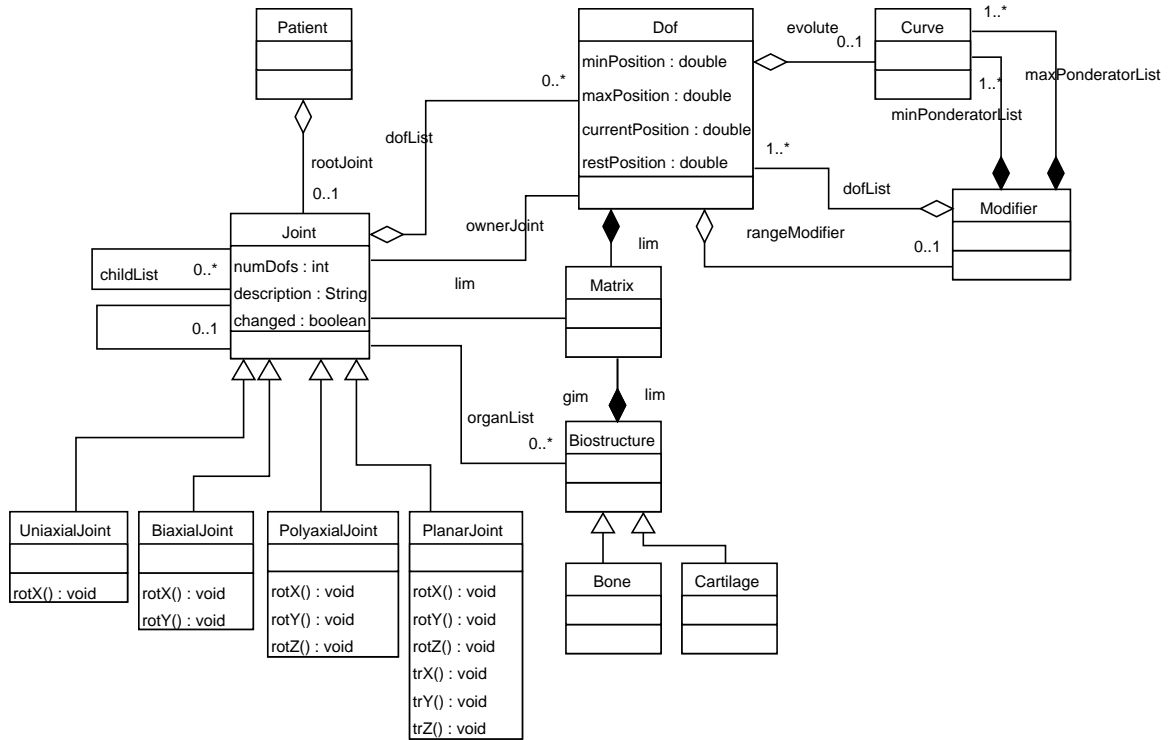 Patient
rootJoint
0..1
Joint
numDofs : int
description : String
changed : boolean
childList
0..*
0..1
dofList
0..*
ownerJoint
lim
organList
0..*
Dof
minPosition : double
maxPosition : double
currentPosition : double
restPosition : double
evolute
0..1
Curve
1..*
maxPonderatorList
1..*
minPonderatorList
1..*
dofList
Modifier
rangeModifier
0..1
lim
Matrix
gim
lim
Biostructure
Bone
Cartilage
UniaxialJoint
rotX() : void
BiaxialJoint
rotX() : void
rotY() : void
PolyaxialJoint
rotX() : void
rotY() : void
rotZ() : void
PlanarJoint
rotX() : void
rotY() : void
rotZ() : void
trX() : void
trY() : void
trZ() : void